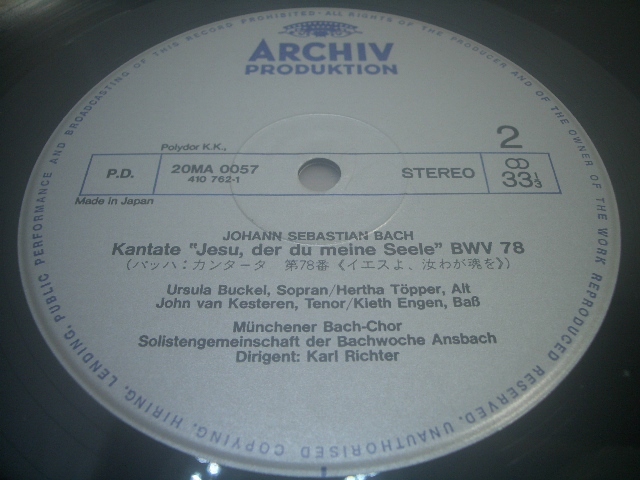 ARCHIV
PRODUKTION
Polydor K.K.,
2
P.D.
20MA 0057
410 762-1
STEREO
33 1/3
Made in Japan
JOHANN SEBASTIAN BACH
Kantate "Jesu, der du meine Seele" BWV 78
(バッハ:カンタータ 第78番《イエスよ、汝わが魂を》)
Ursula Buckel, Sopran/Hertha Töpper, Alt
John van Kesteren, Tenor/Kieth Engen, Baß
Münchener Bach-Chor
Solistengemeinschaft der Bachwoche Ansbach
Dirigent: Karl Richter
ALL RIGHTS OF THE PRODUCER AND OF THE OWNER OF THE WORK REPRODUCED RESERVED. UNAUTHORISED COPYING, HIRING, LENDING, PUBLIC PERFORMANCE AND BROADCASTING OF THIS RECORD PROHIBITED